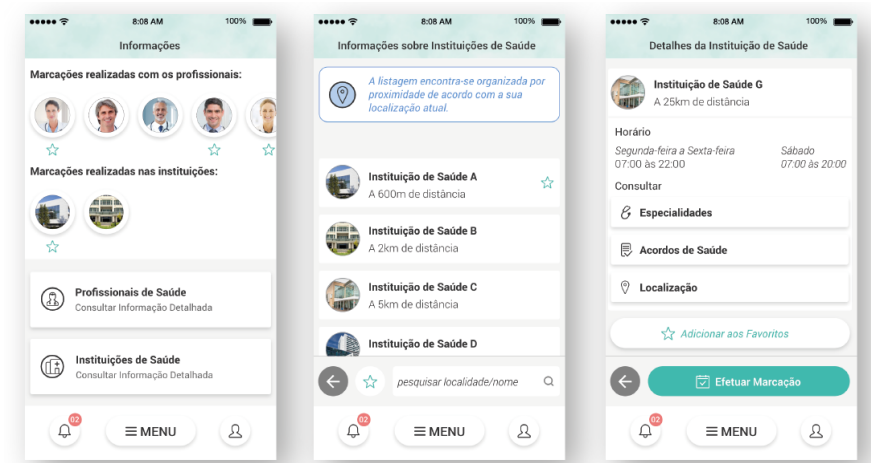 8:08 AM
100%
Informações
Marcações realizadas com os profissionais:
Marcações realizadas nas instituições:
Profissionais de Saúde
Consultar Informação Detalhada
Instituições de Saúde
Consultar Informação Detalhada
02
MENU
8:08 AM
100%
Informações sobre Instituições de Saúde
A listagem encontra-se organizada por
proximidade de acordo com a sua
localização atual.
Instituição de Saúde A
A 600m de distância
Instituição de Saúde B
A 2km de distância
Instituição de Saúde C
A 5km de distância
Instituição de Saúde D
pesquisar localidade/nome
02
MENU
8:08 AM
100%
Detalhes da Instituição de Saúde
Instituição de Saúde G
A 25km de distância
Horário
Segunda-feira a Sexta-feira
Sábado
07:00 às 22:00
07:00 às 20:00
Consultar
Especialidades
Acordos de Saúde
Localização
Adicionar aos Favoritos
Efetuar Marcação
02
MENU